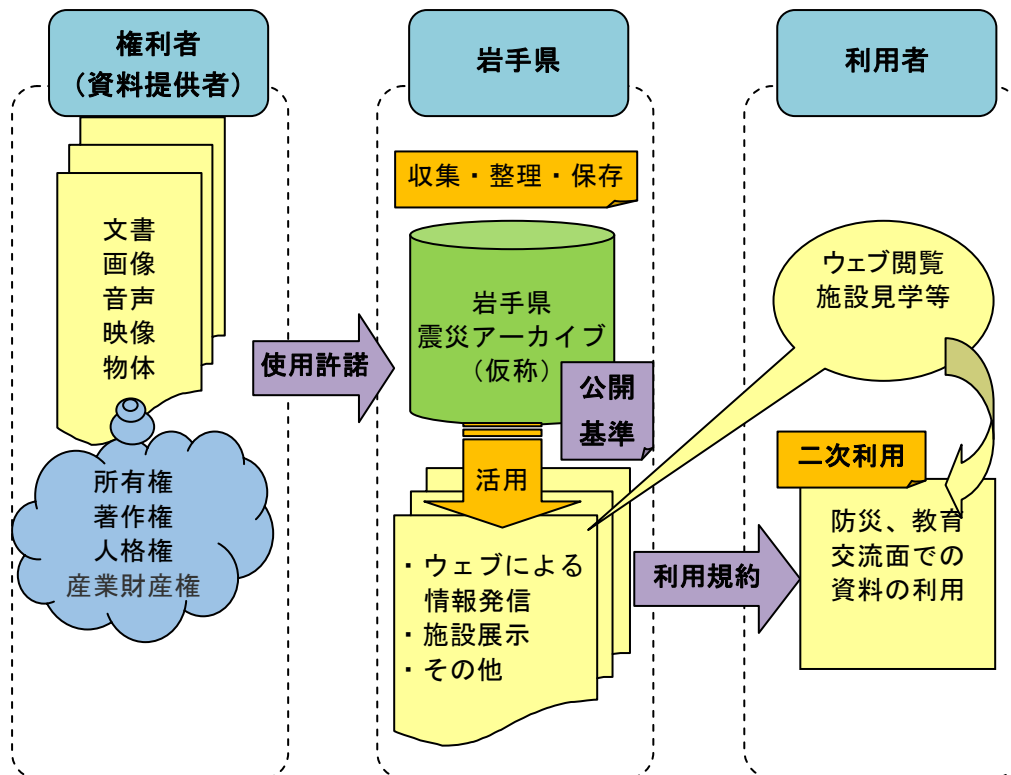 権利者
（資料提供者）
文書
画像
音声
映像
物体
所有権
著作権
人格権
産業財産権
使用許諾
岩手県
収集・整理・保存
岩手県
震災アーカイブ
（仮称）
公開
基準
活用
・ウェブによる
情報発信
・施設展示
・その他
利用規約
利用者
ウェブ閲覧
施設見学等
二次利用
防災、教育
交流面での
資料の利用